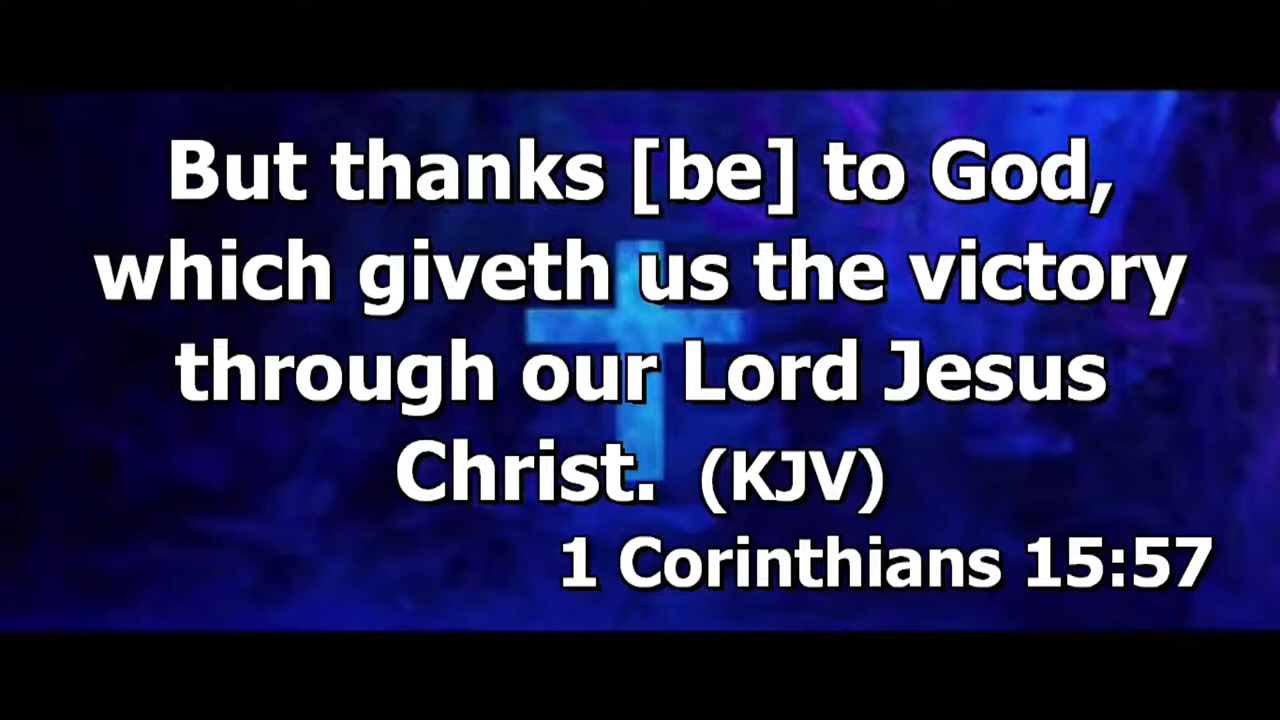 But thanks [be] to God,
which giveth us the victory
through our Lord Jesus
Christ. (KJV)
1 Corinthians 15:57